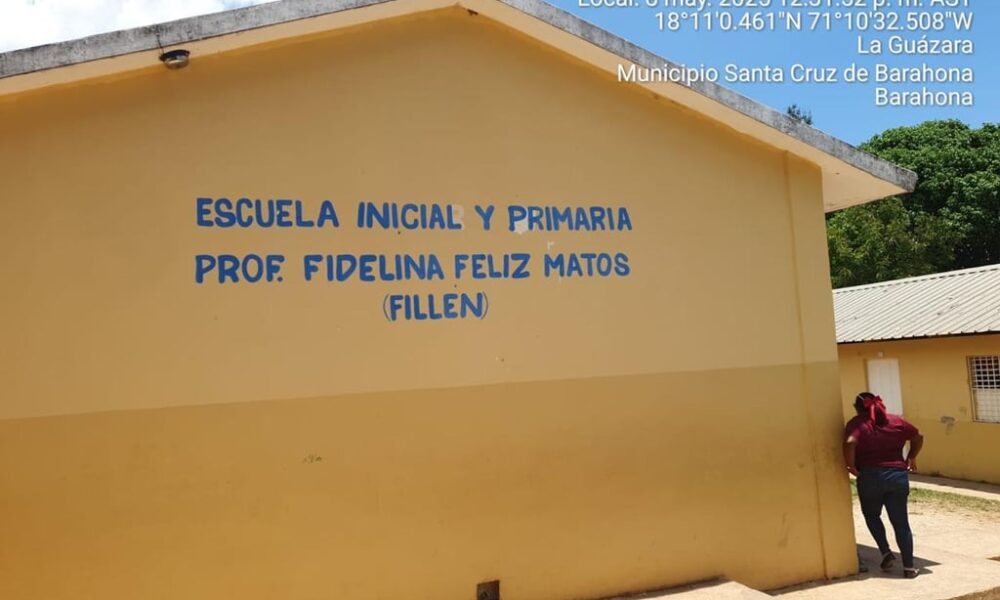 18°11'0.461"N 71°10'32.508"W
La Guázara
Municipio Santa Cruz de Barahona
Barahona
ESCUELA INICIAL Y PRIMARIA
PROF. FIDELINA FELIZ MATOS
(FILLEN)